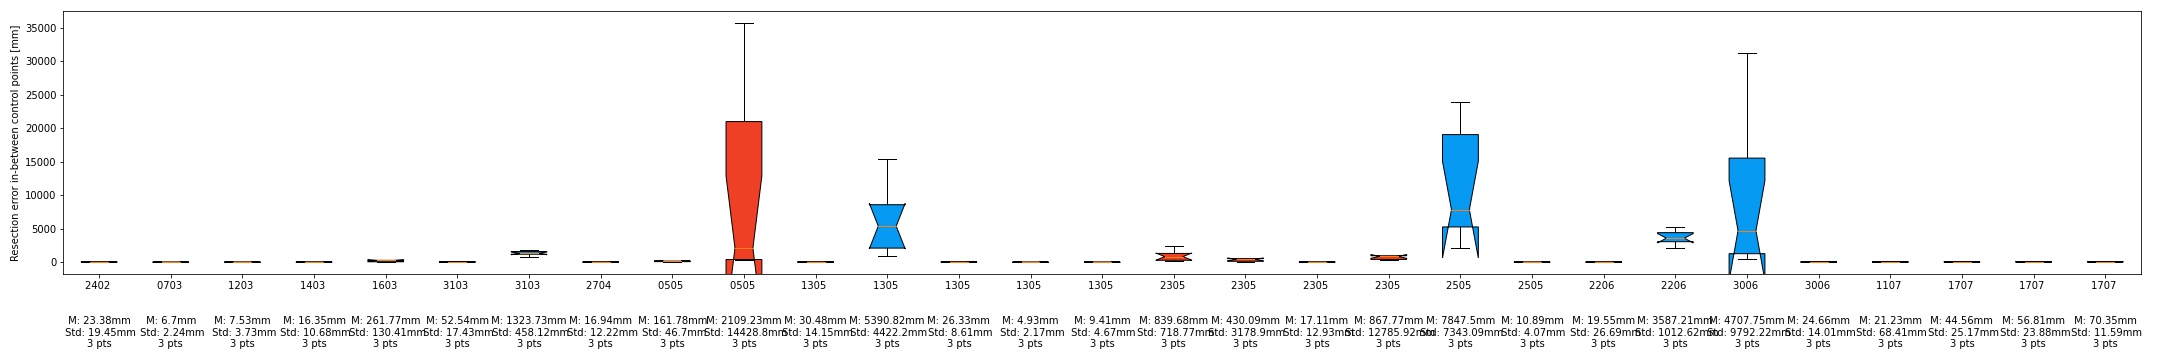 Resection error in-between control points [mm]
35000
30000
25000
20000
15000
10000
5000
0
2402 0703 1203 1403 1603 3103 3103 2704 0505 0505 1305 1305 1305 1305 1305 2305 2305 2305 2305 2505 2505 2206 2206 3006 3006 1107 1707 1707 1707
M: 23.38mm M: 6.7mm M: 7.53mm M: 16.35mm M: 261.77mm M: 52.54mm M: 1323.73mm M: 16.94mm M: 161.78mm M: 2109.23mm M: 30.48mm M: 5390.82mm M: 26.33mm M: 4.93mm M: 9.41mm M: 839.68mm M: 430.09mm M: 17.11mm M: 867.77mm M: 7847.5mm M: 10.89mm M: 19.55mm M: 3587.21mm M: 4707.75mm M: 24.66mm M: 21.23mm M: 44.56mm M: 56.81mm M: 70.35mm
Std: 19.45mm Std: 2.24mm Std: 3.73mm Std: 10.68mm Std: 130.41mm Std: 17.43mm Std: 458.12mm Std: 12.22mm Std: 46.7mm Std: 14428.8mm Std: 14.15mm Std: 4422.2mm Std: 8.61mm Std: 2.17mm Std: 4.67mm Std: 718.77mm Std: 3178.9mm Std: 12.93mm Std: 12785.92mm Std: 7343.09mm Std: 4.07mm Std: 26.69mm Std: 1012.62mm Std: 9792.22mm Std: 14.01mm Std: 68.41mm Std: 25.17mm Std: 23.88mm Std: 11.59mm
3 pts 3 pts 3 pts 3 pts 3 pts 3 pts 3 pts 3 pts 3 pts 3 pts 3 pts 3 pts 3 pts 3 pts 3 pts 3 pts 3 pts 3 pts 3 pts 3 pts 3 pts 3 pts 3 pts 3 pts 3 pts 3 pts 3 pts 3 pts 3 pts